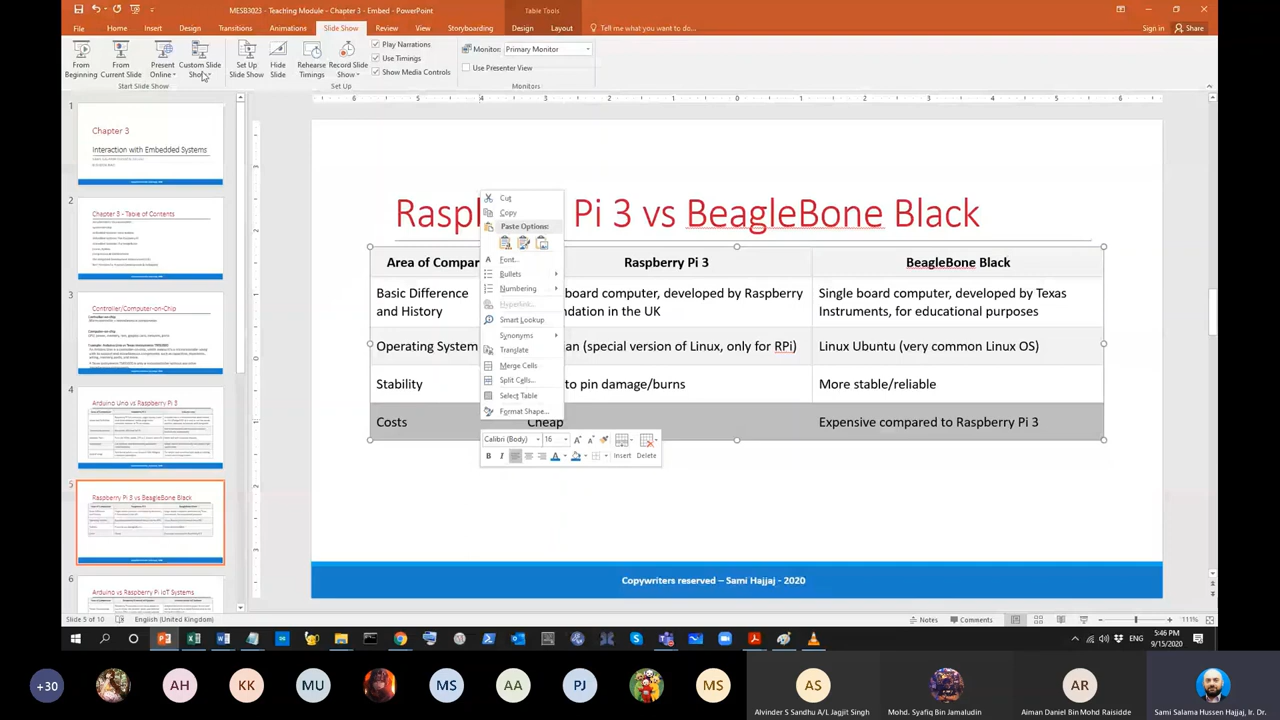 MESB3023 - Teaching Module - Chapter 3 - Embed - PowerPoint
Table Tools
File
Home
Insert
Design
Transitions
Animations
Slide Show
Review
View
Storyboarding
Design
Layout
Tell me what you want to do...
Sign in
Share
From Beginning
From Current Slide
Present Online
Custom Slide Show
Set Up Slide Show
Hide Slide
Rehearse Timings
Record Slide Show
Play Narrations
Use Timings
Show Media Controls
Monitor:
Primary Monitor
Use Presenter View
Start Slide Show
Set Up
Monitors
1
Chapter 3
Interaction with Embedded Systems
2
Chapter 3 - Table of Contents
3
Controller/Computer-on-Chip
4
Arduino Uno vs Raspberry Pi 3
5
Raspberry Pi 3 vs BeagleBone Black
6
Arduino vs Raspberry Pi IoT Systems
Rasp Pi 3 vs BeagleBone Black
Area of Compar
Raspberry Pi 3
BeagleBone Black
Basic Difference
and History
board computer, developed by Raspberry
dation in the UK
Single board computer, developed by Texas
Instruments, for educational purposes
Operating System
an (special version of Linux, only for RPi)
Linux Ubuntu (very common Linux OS)
Stability
to pin damage/burns
More stable/reliable
Costs
Cheap
Expensive compared to Raspberry Pi 3
Cut
Copy
Paste Options:
Font...
Bullets
Numbering
Hyperlink...
Smart Lookup
Synonyms
Translate
Merge Cells
Split Cells...
Select Table
Format Shape...
Calibri (Body)
16
Insert
Delete
Copywriters reserved – Sami Hajjaj - 2020
Slide 5 of 10
English (United Kingdom)
Notes
Comments
111%
ENG
5:46 PM
9/15/2020
+30
AH
KK
MU
MS
AA
PJ
MS
AS
AR
Alvinder S Sandhu A/L Jagjit Singh
Mohd. Syafiq Bin Jamaludin
Aiman Daniel Bin Mohd Raisidde
Sami Salama Hussen Hajjaj, Ir. Dr.